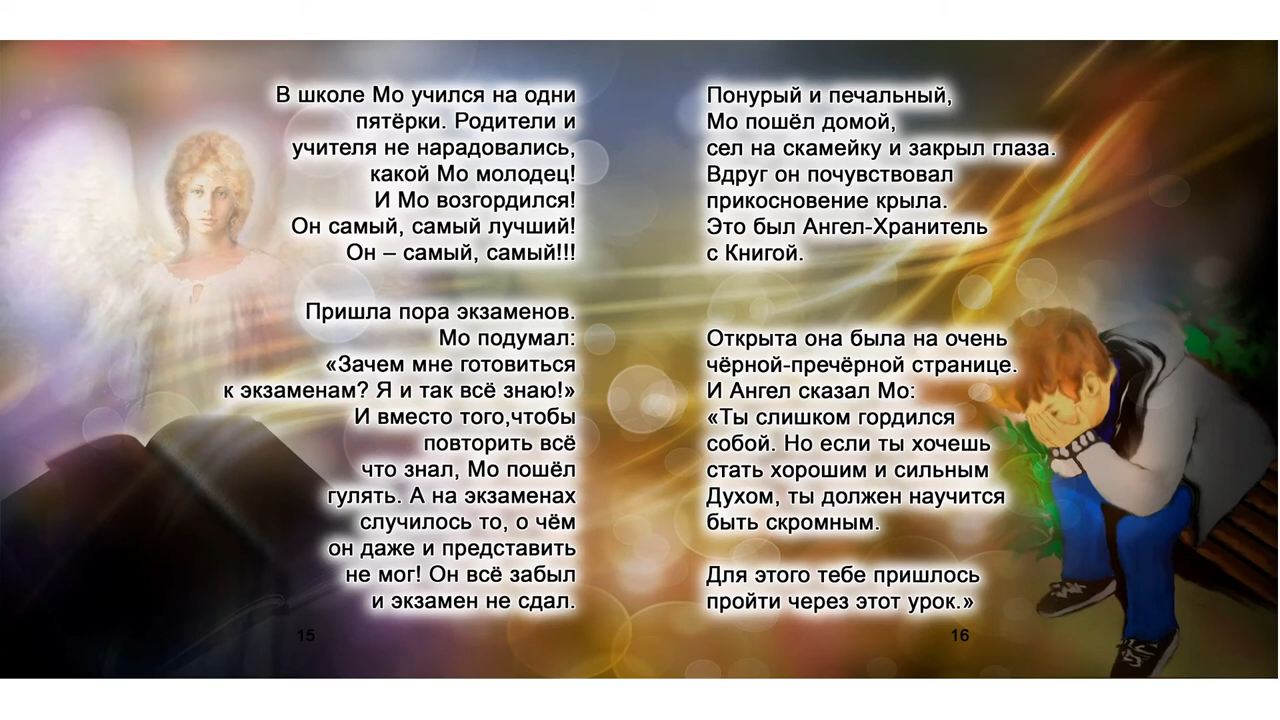 В школе Мо учился на одни
пятёрки. Родители и
учителя не нарадовались,
какой Мо молодец!
И Мо возгордился!
Он самый, самый лучший!
Он – самый, самый!!!
Пришла пора экзаменов.
Мо подумал:
«Зачем мне готовиться
к экзаменам? Я и так всё знаю!»
И вместо того,чтобы
повторить всё
что знал, Мо пошёл
гулять. А на экзаменах
случилось то, о чём
он даже и представить
не мог! Он всё забыл
и экзамен не сдал.
15
Понурый и печальный,
Мо пошёл домой,
сел на скамейку и закрыл глаза.
Вдруг он почувствовал
прикосновение крыла.
Это был Ангел-Хранитель
с Книгой.
Открыта она была на очень
чёрной-пречёрной странице.
И Ангел сказал Мо:
«Ты слишком гордился
собой. Но если ты хочешь
стать хорошим и сильным
Духом, ты должен научится
быть скромным.
Для этого тебе пришлось
пройти через этот урок.»
16